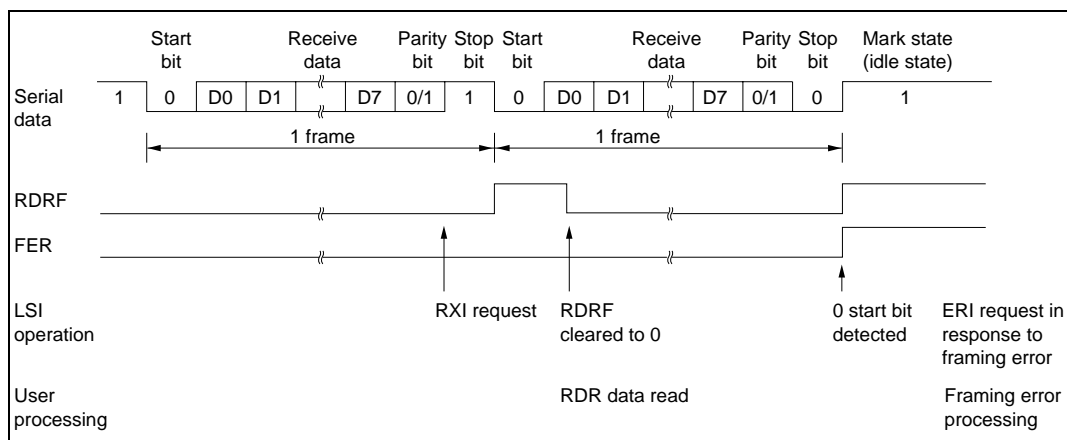 Start bit
Receive data
Parity bit
Stop bit
Start bit
Receive data
Parity bit
Stop bit
Mark state (idle state)
Serial data
1 0 D0 D1 D7 0/1 1 0 D0 D1 D7 0/1 0 1
1 frame 1 frame
RDRF
FER
LSI operation
RXI request
RDRF cleared to 0
0 start bit detected
ERI request in response to framing error
User processing
RDR data read
Framing error processing